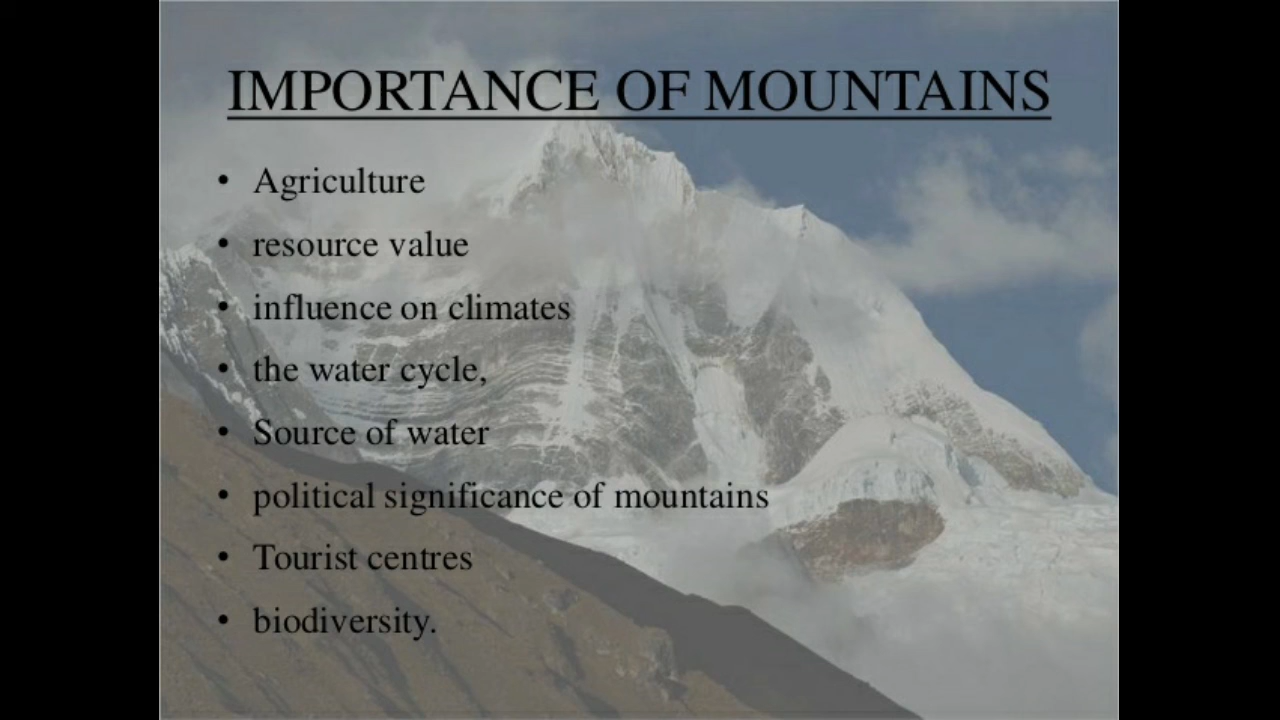 IMPORTANCE OF MOUNTAINS
• Agriculture
• resource value
• influence on climates
• the water cycle,
• Source of water
• political significance of mountains
• Tourist centres
• biodiversity.